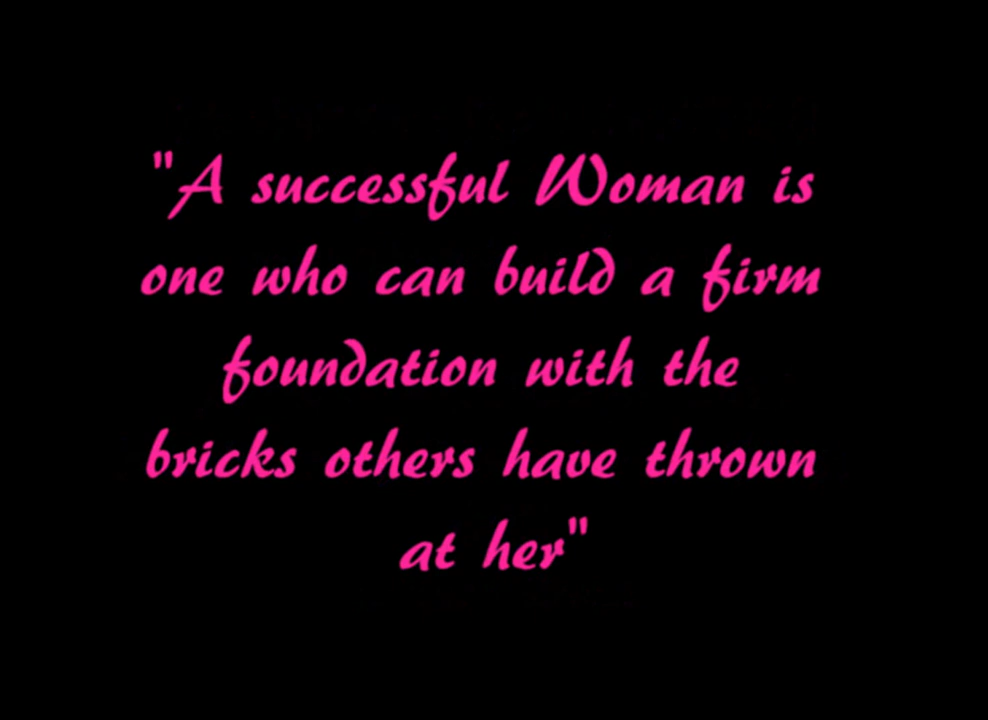 "A successful Woman is
one who can build a firm
foundation with the
bricks others have thrown
at her"